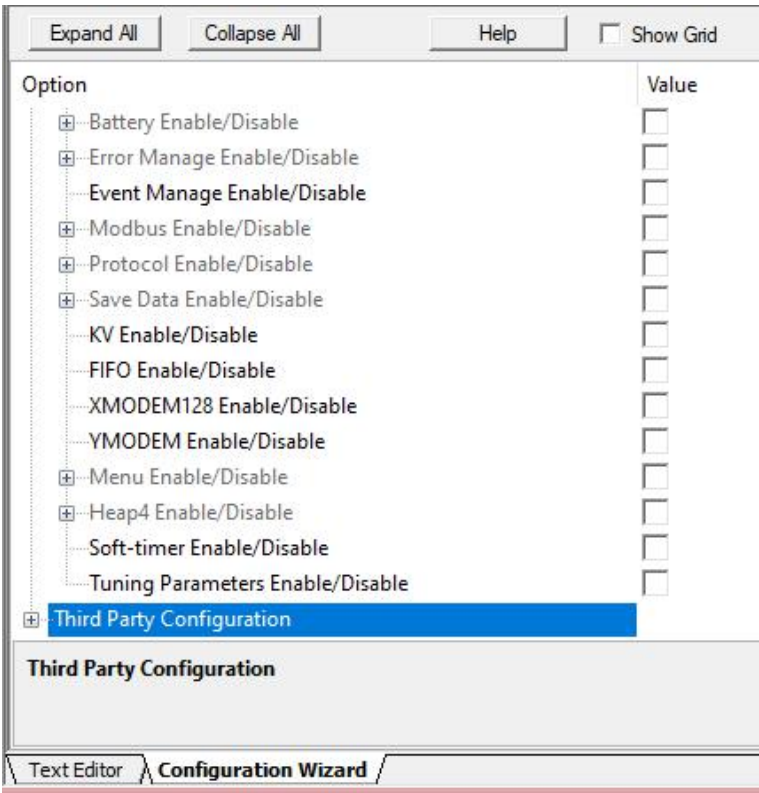 Expand All Collapse All Help Show Grid
Option Value
Battery Enable/Disable
Error Manage Enable/Disable
Event Manage Enable/Disable
Modbus Enable/Disable
Protocol Enable/Disable
Save Data Enable/Disable
KV Enable/Disable
FIFO Enable/Disable
XMODEM128 Enable/Disable
YMODEM Enable/Disable
Menu Enable/Disable
Heap4 Enable/Disable
Soft-timer Enable/Disable
Tuning Parameters Enable/Disable
Third Party Configuration
Third Party Configuration
Text Editor Configuration Wizard